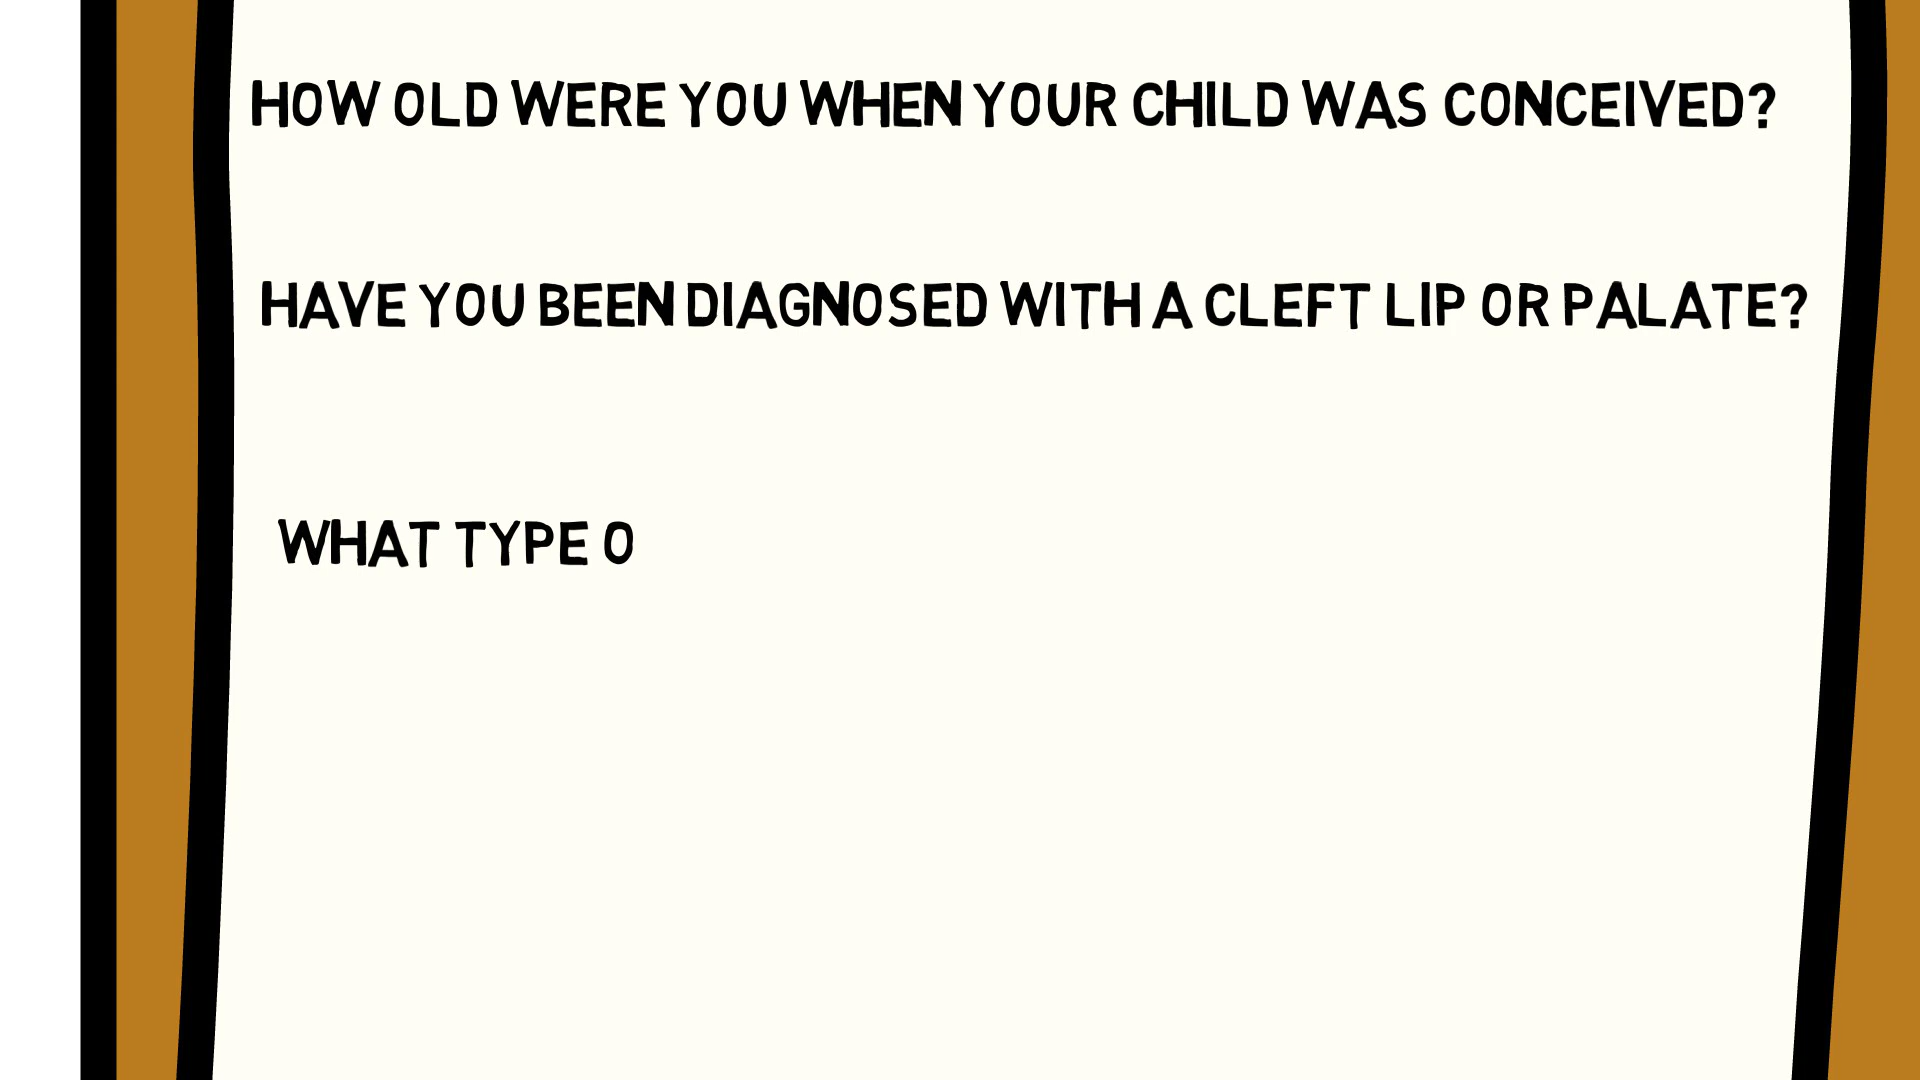 HOW OLD WERE YOU WHEN YOUR CHILD WAS CONCEIVED?
HAVE YOU BEEN DIAGNOSED WITH A CLEFT LIP OR PALATE?
WHAT TYPE O